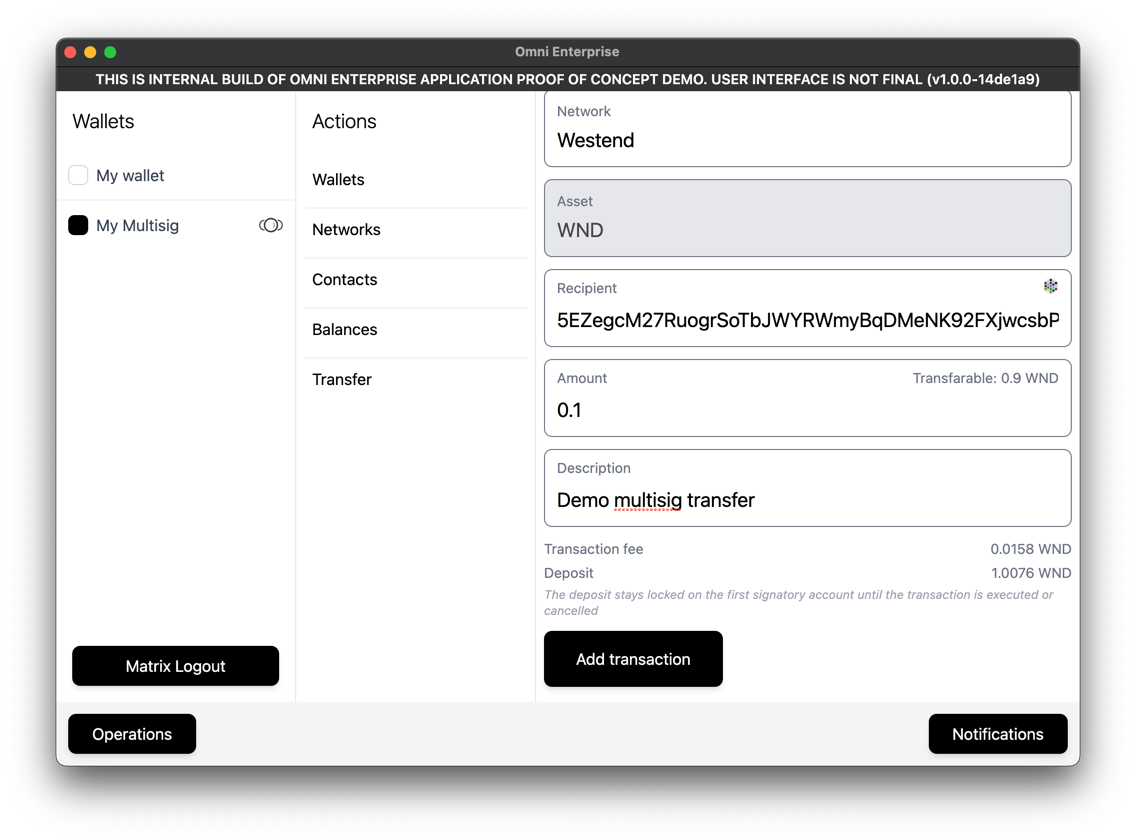 Omni Enterprise
THIS IS INTERNAL BUILD OF OMNI ENTERPRISE APPLICATION PROOF OF CONCEPT DEMO. USER INTERFACE IS NOT FINAL (v1.0.0-14de1a9)
Wallets
My wallet
My Multisig
Matrix Logout
Actions
Wallets
Networks
Contacts
Balances
Transfer
Network
Westend
Asset
WND
Recipient
5EZegcM27RuogrSoTbJWYRWmyBqDMeNK92FXjwcsbP
Amount
Transfarable: 0.9 WND
0.1
Description
Demo multisig transfer
Transaction fee 0.0158 WND
Deposit 1.0076 WND
The deposit stays locked on the first signatory account until the transaction is executed or
cancelled
Add transaction
Operations
Notifications